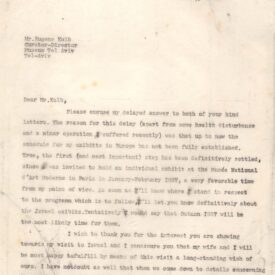 Mr. Eugene Kolb
Curator-Director
Museum Tel Aviv
Tel-Aviv
Dear Mr. Kolb,
Please excuse my delayed answer to both of your kind
letters. The reason for this delay (apart from some health disturbance
and a minor operation I suffered recently) was that up to now the
schedule for my exhibits in Europe has not been fully established.
True, the first (and most important) step has been definitively settled,
since I was invited to hold an individual exhibit at the Musée National
d'Art Moderne in Paris in January-February 1957, a very favorable time
from my point of view. As soon as I'll know where I stand in respect
to the programm which is to follow, I'll let you know definitively about
the Israel exhibit. Tentatively I would say that Autumn 1957 will be
the most likely time for them.
I wish to thank you for the interest you are showing
towards my visit to Israel and I can assure you that my wife and I will
be most happy to fulfill by means of this visit a long-standing wish of
ours. I have no doubt as well that when we come down to details concerning